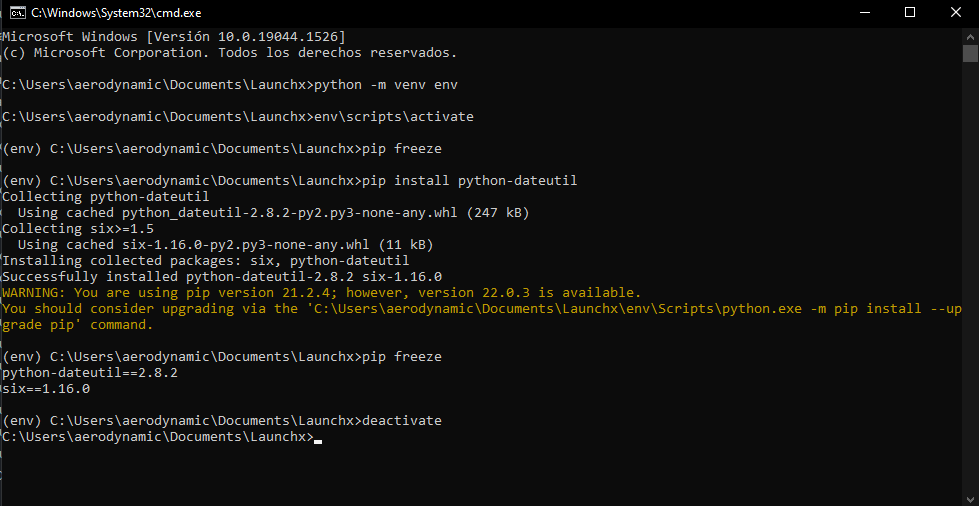 C:\Windows\System32\cmd.exe
Microsoft Windows [Versión 10.0.19044.1526]
(c) Microsoft Corporation. Todos los derechos reservados.
C:\Users\aerodynamic\Documents\Launchx>python -m venv env
C:\Users\aerodynamic\Documents\Launchx>env\scripts\activate
(env) C:\Users\aerodynamic\Documents\Launchx>pip freeze
(env) C:\Users\aerodynamic\Documents\Launchx>pip install python-dateutil
Collecting python-dateutil
  Using cached python_dateutil-2.8.2-py2.py3-none-any.whl (247 kB)
Collecting six>=1.5
  Using cached six-1.16.0-py2.py3-none-any.whl (11 kB)
Installing collected packages: six, python-dateutil
Successfully installed python-dateutil-2.8.2 six-1.16.0
WARNING: You are using pip version 21.2.4; however, version 22.0.3 is available.
You should consider upgrading via the 'C:\Users\aerodynamic\Documents\Launchx\env\Scripts\python.exe -m pip install --up
grade pip' command.
(env) C:\Users\aerodynamic\Documents\Launchx>pip freeze
python-dateutil==2.8.2
six==1.16.0
(env) C:\Users\aerodynamic\Documents\Launchx>deactivate
C:\Users\aerodynamic\Documents\Launchx>